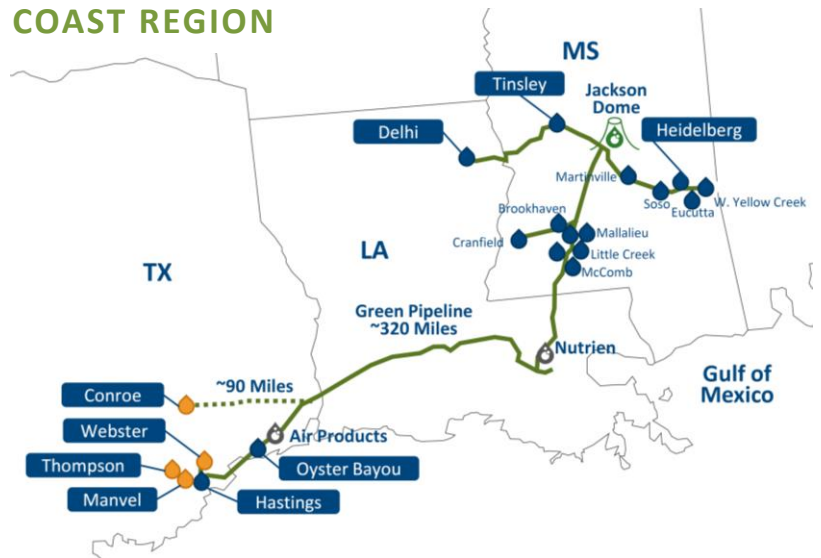 COAST REGION
MS
Tinsley
Jackson
Dome
Delhi
Heidelberg
Martinville
Soso
Eucutta
W. Yellow Creek
Brookhaven
Cranfield
Mallalieu
Little Creek
McComb
LA
TX
Green Pipeline
~320 Miles
Nutrien
Gulf of
Mexico
Conroe
~90 Miles
Webster
Air Products
Thompson
Oyster Bayou
Manvel
Hastings